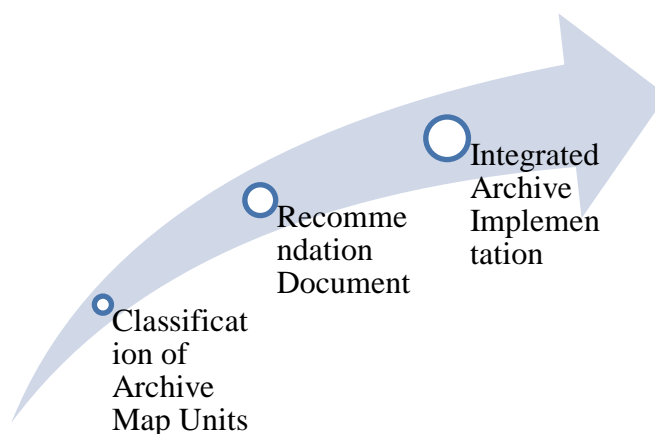 Classificat
ion of
Archive
Map Units
Recomme
ndation
Document
Integrated
Archive
Implemen
tation